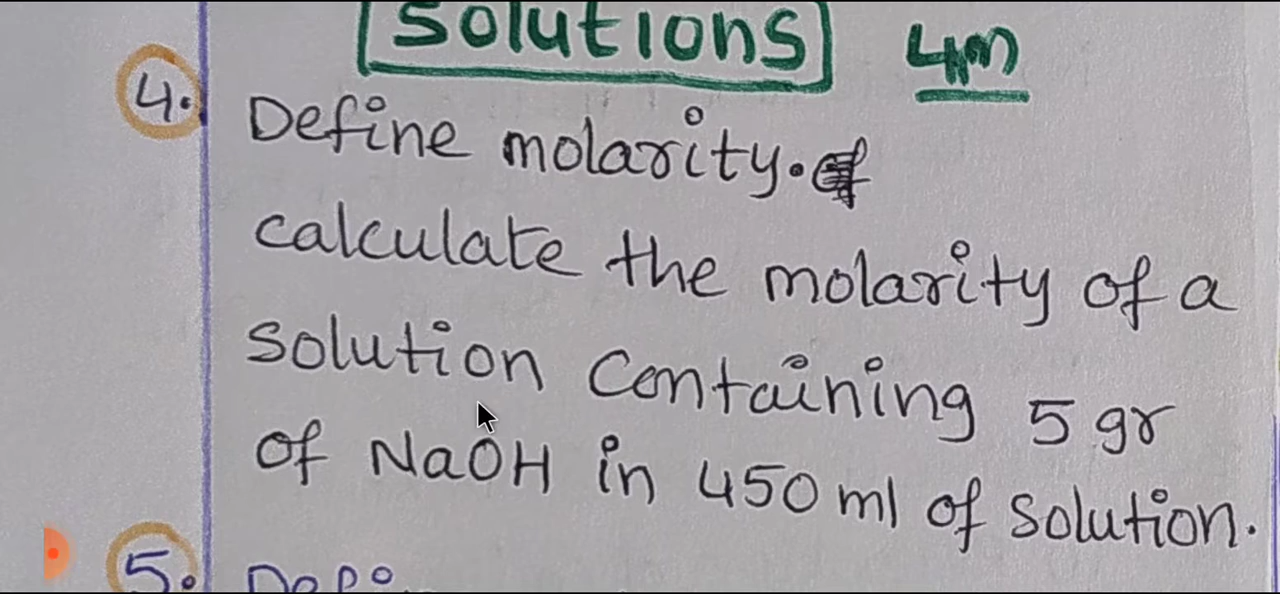 Solutions 4m
4. Define molarity.
calculate the molarity of a
solution containing 5 gr
of NaOH in 450 ml of solution.
5.